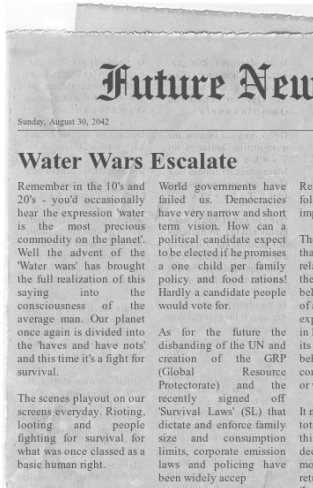 Future New
Sunday, August 30, 2042
Water Wars Escalate
Remember in the 10's and
20's - you'd occasionally
hear the expression 'water
is the most precious
commodity on the planet'.
Well the advent of the
'Water wars' has brought
the full realization of this
saying into the
consciousness of the
average man. Our planet
once again is divided into
the 'haves and have nots'
and this time it's a fight for
survival.
The scenes playout on our
screens everyday. Rioting,
looting and people
fighting for survival for
what was once classed as a
basic human right.
World governments have
failed us. Democracies
have very narrow and short
term vision. How can a
political candidate expect
to be elected if he promises
a one child per family
policy and food rations!
Hardly a candidate people
would vote for.
As for the future the
disbanding of the UN and
creation of the GRP
(Global Resource
Protectorate) and the
recently signed off
'Survival Laws' (SL) that
dictate and enforce family
size and consumption
limits, corporate emission
laws and policing have
been widely accep